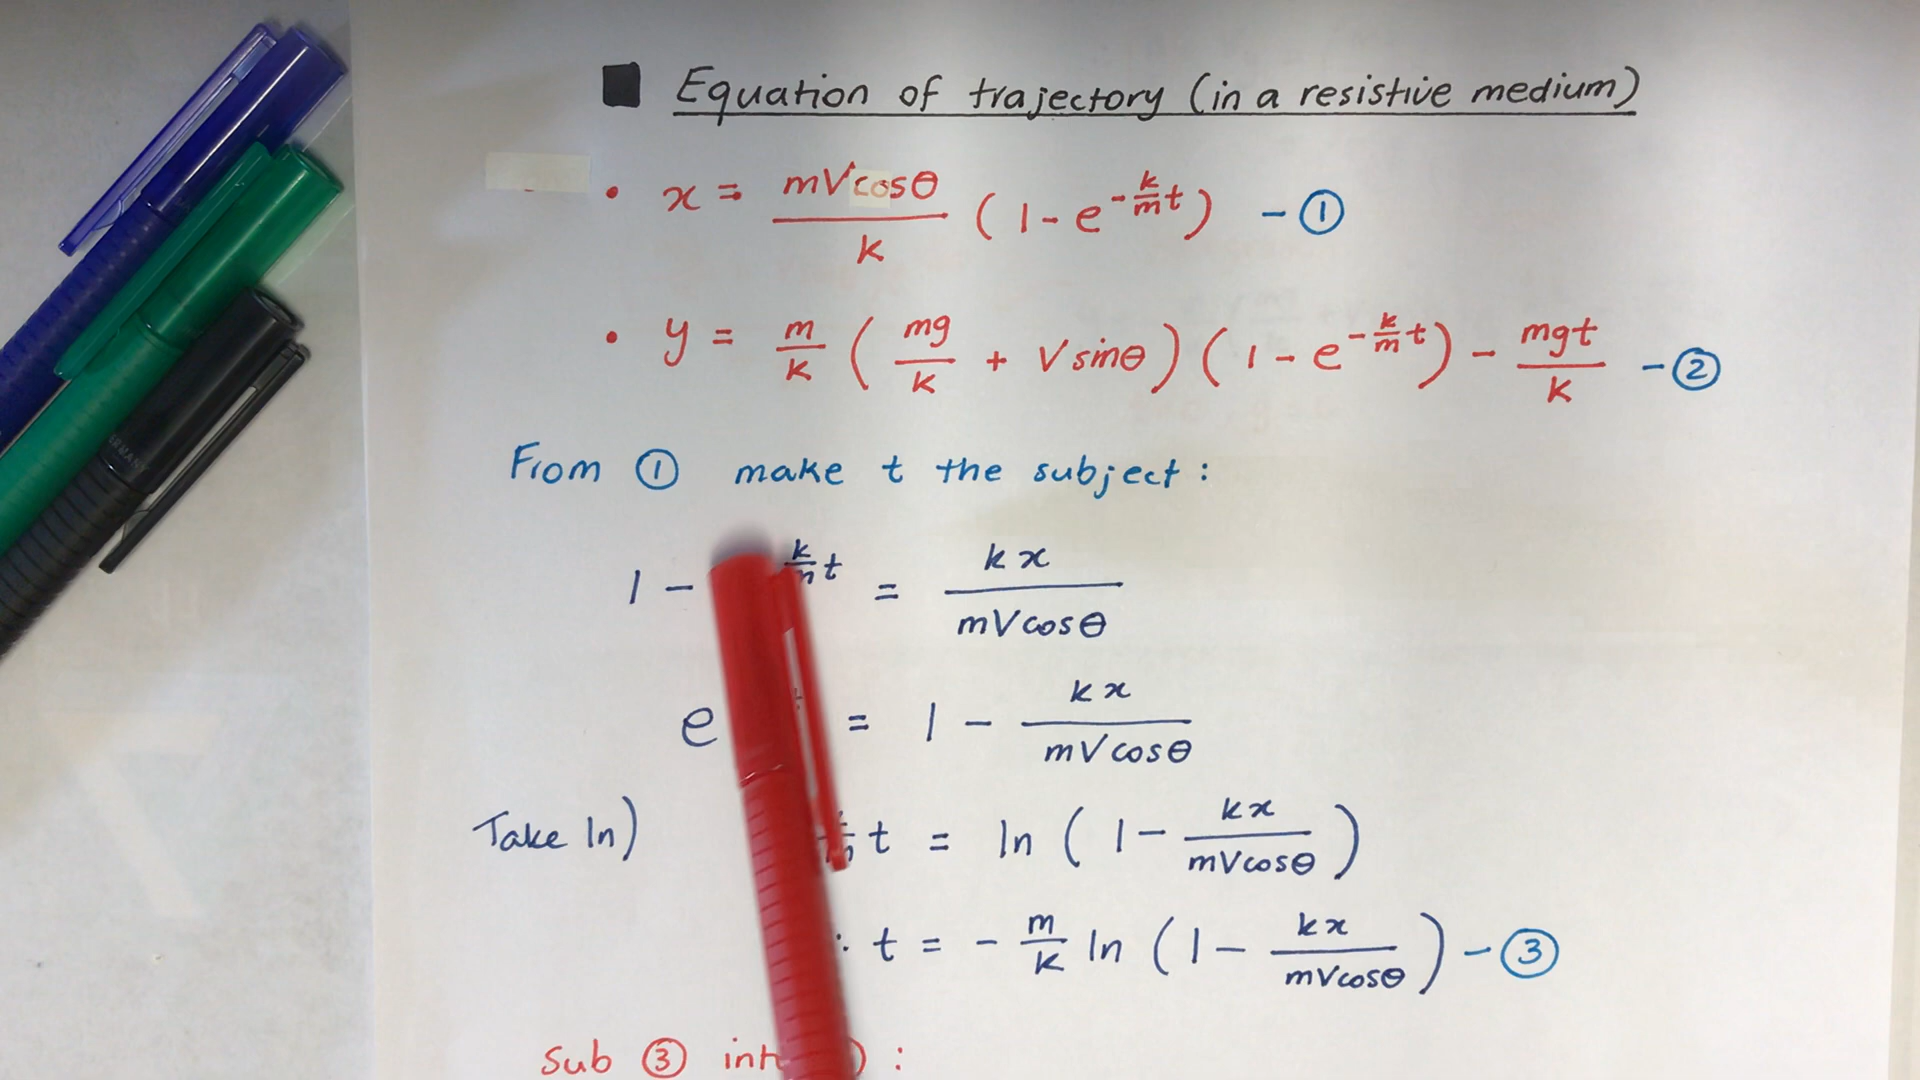 ■ Equation of trajectory (in a resistive medium)
• x = mVcosθ/k (1 - e^(-k/m t)) - ①
• y = m/k (mg/k + Vsinθ)(1 - e^(-k/m t)) - mgt/k - ②
From ① make t the subject:
1 - k/m t = kx/mVcosθ
e = 1 - kx/mVcosθ
Take ln) t = ln (1 - kx/mVcosθ)
t = - m/k ln (1 - kx/mVcosθ) - ③
Sub ③ :